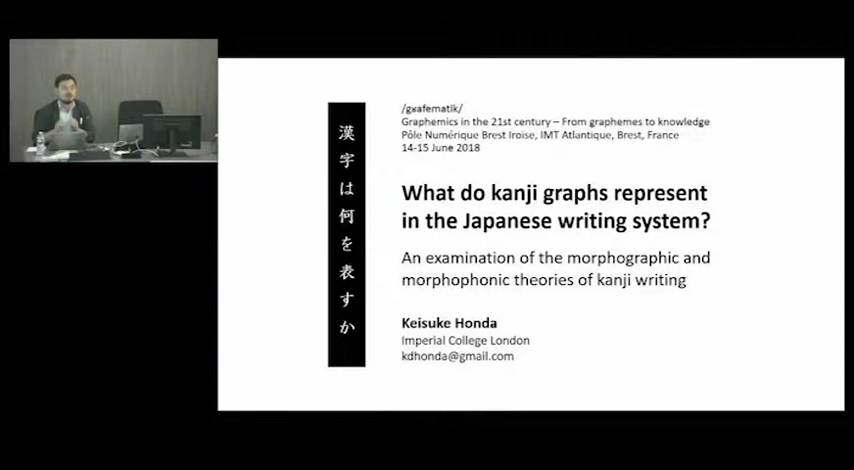 漢字は何を表すか
/gʁafematik/
Graphemics in the 21st century – From graphemes to knowledge
Pôle Numérique Brest Iroise, IMT Atlantique, Brest, France
14-15 June 2018
What do kanji graphs represent
in the Japanese writing system?
An examination of the morphographic and
morphophonic theories of kanji writing
Keisuke Honda
Imperial College London
kdhonda@gmail.com